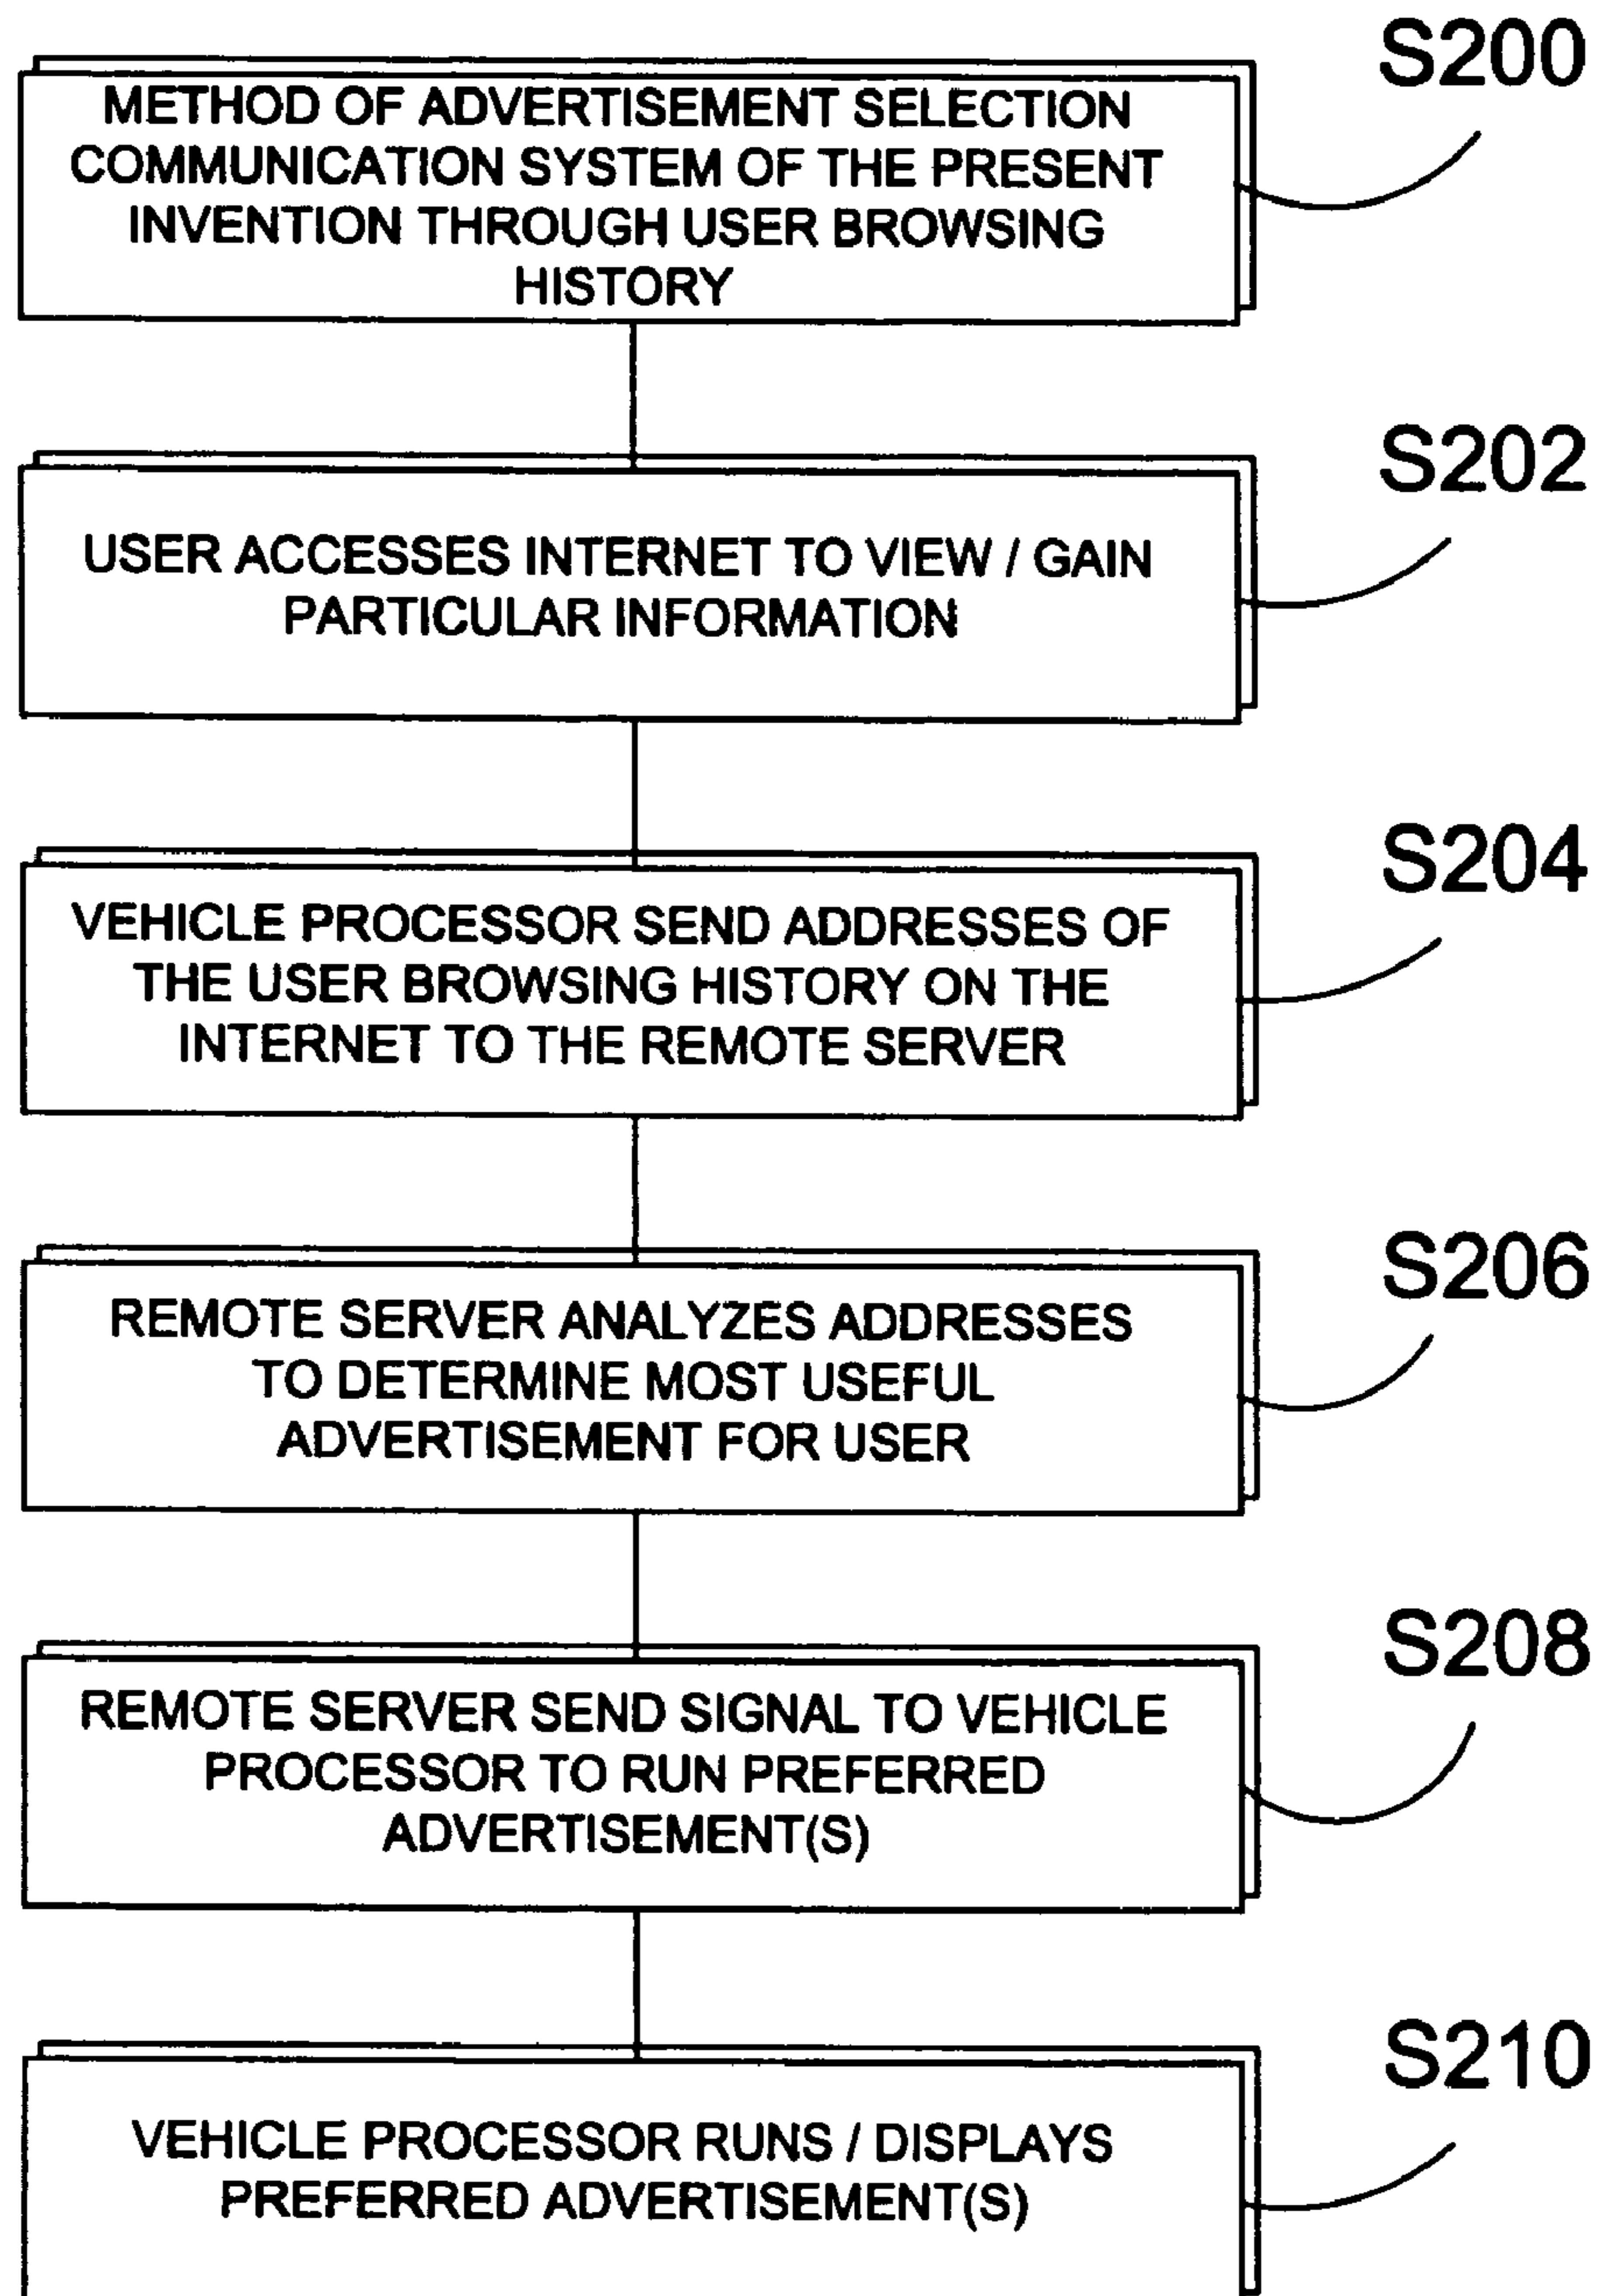 S200
METHOD OF ADVERTISEMENT SELECTION
COMMUNICATION SYSTEM OF THE PRESENT
INVENTION THROUGH USER BROWSING
HISTORY
S202
USER ACCESSES INTERNET TO VIEW / GAIN
PARTICULAR INFORMATION
S204
VEHICLE PROCESSOR SEND ADDRESSES OF
THE USER BROWSING HISTORY ON THE
INTERNET TO THE REMOTE SERVER
S206
REMOTE SERVER ANALYZES ADDRESSES
TO DETERMINE MOST USEFUL
ADVERTISEMENT FOR USER
S208
REMOTE SERVER SEND SIGNAL TO VEHICLE
PROCESSOR TO RUN PREFERRED
ADVERTISEMENT(S)
S210
VEHICLE PROCESSOR RUNS / DISPLAYS
PREFERRED ADVERTISEMENT(S)